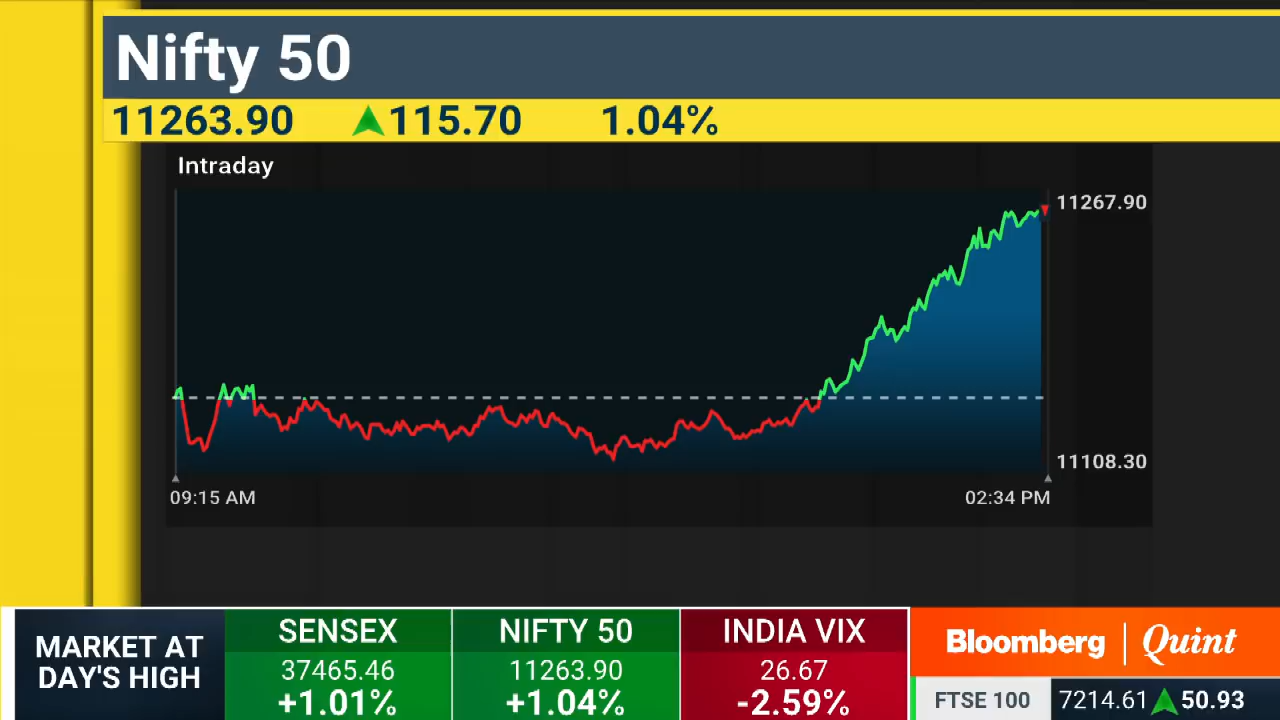 Nifty 50
11263.90 ▲ 115.70 1.04%
Intraday
11267.90
11108.30
09:15 AM 02:34 PM
MARKET AT
DAY'S HIGH
SENSEX
37465.46
+1.01%
NIFTY 50
11263.90
+1.04%
INDIA VIX
26.67
-2.59%
Bloomberg | Quint
FTSE 100 7214.61 ▲ 50.93